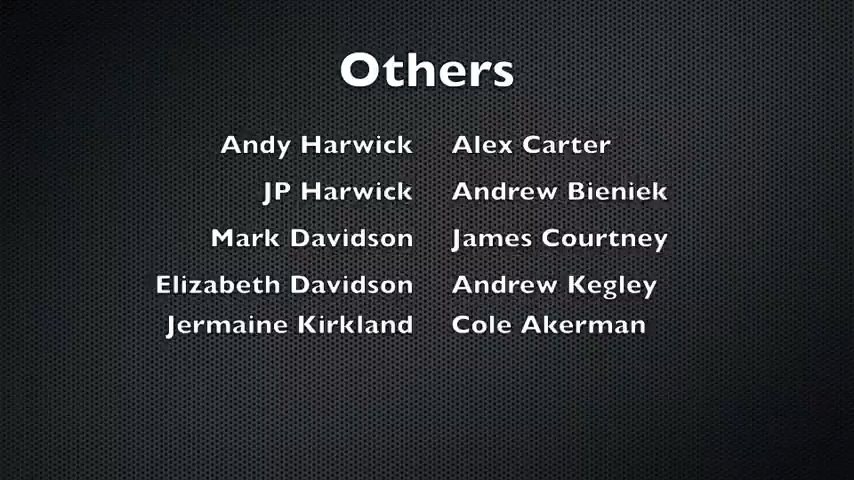 Others
Andy Harwick Alex Carter
JP Harwick Andrew Bieniek
Mark Davidson James Courtney
Elizabeth Davidson Andrew Kegley
Jermaine Kirkland Cole Akerman